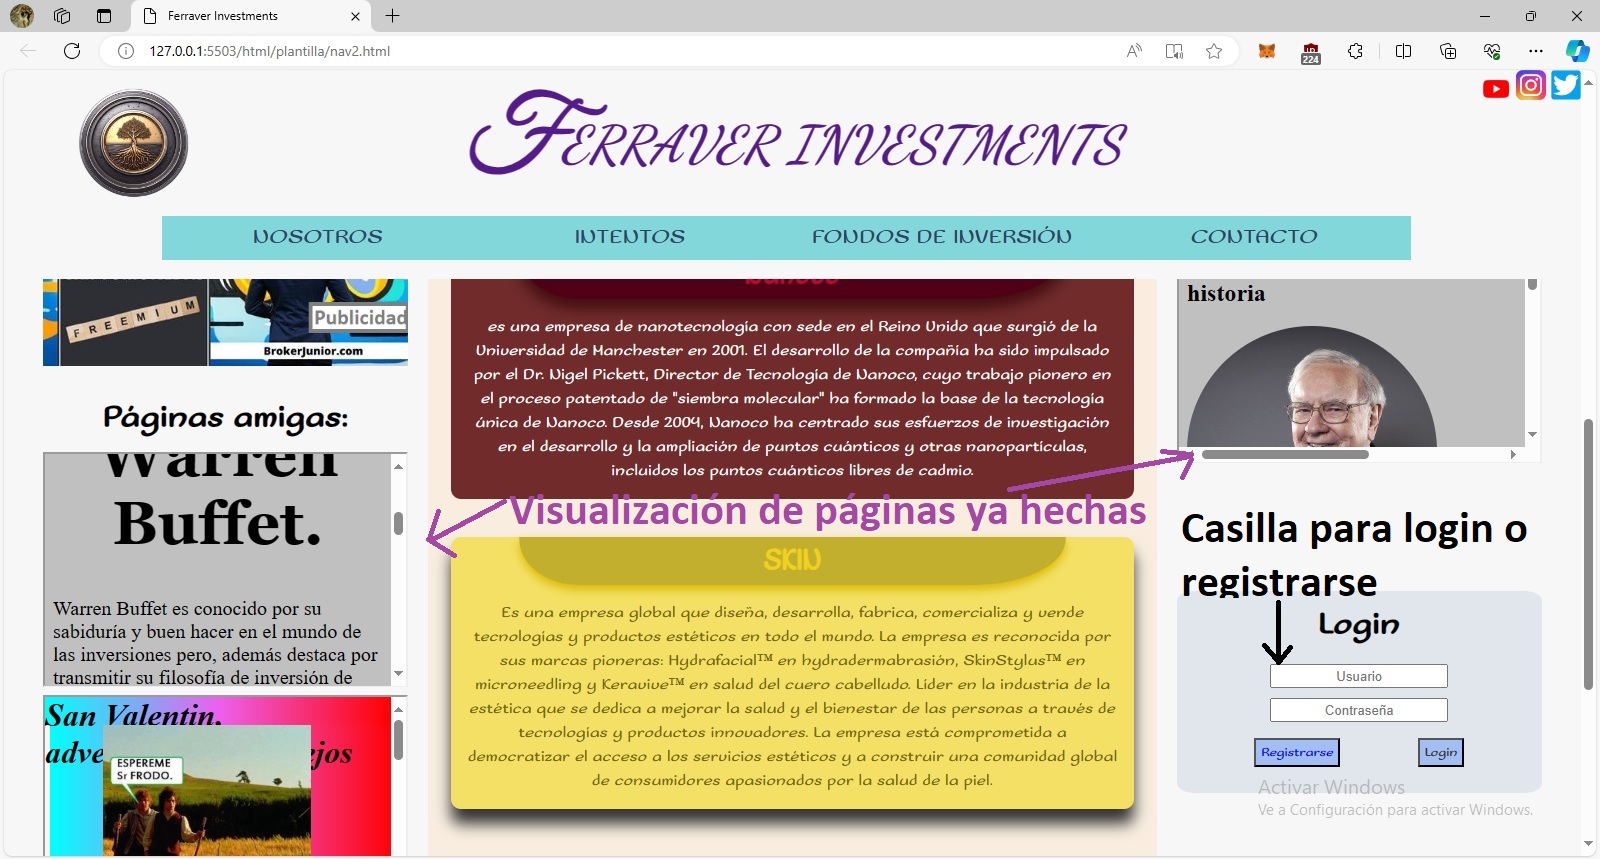 Ferraver Investments
127.0.0.1:5503/html/plantilla/nav2.html
224
FERRAVER INVESTMENTS
NOSOTROS
INTENTOS
FONDOS DE INVERSIÓN
CONTACTO
FREEMIUM
Publicidad
BrokerJunior.com
Páginas amigas:
Warren
Buffet.
Warren Buffet es conocido por su
sabiduría y buen hacer en el mundo de
las inversiones pero, además destaca por
transmitir su filosofía de inversión de
San Valentin,
ESPEREME
Sr FRODO.
Nanoco
es una empresa de nanotecnología con sede en el Reino Unido que surgió de la
Universidad de Manchester en 2001. El desarrollo de la compañía ha sido impulsado
por el Dr. Nigel Pickett, Director de Tecnología de Nanoco, cuyo trabajo pionero en
el proceso patentado de "siembra molecular" ha formado la base de la tecnología
única de Nanoco. Desde 2004, Nanoco ha centrado sus esfuerzos de investigación
en el desarrollo y la ampliación de puntos cuánticos y otras nanopartículas,
incluidos los puntos cuánticos libres de cadmio.
Visualización de páginas ya hechas
SKIN
Es una empresa global que diseña, desarrolla, fabrica, comercializa y vende
tecnologías y productos estéticos en todo el mundo. La empresa es reconocida por
sus marcas pioneras: Hydrafacial™ en hydradermabrasión, SkinStylus™ en
microneedling y Keravive™ en salud del cuero cabelludo. Líder en la industria de la
estética que se dedica a mejorar la salud y el bienestar de las personas a través de
tecnologías y productos innovadores. La empresa está comprometida a
democratizar el acceso a los servicios estéticos y a construir una comunidad global
de consumidores apasionados por la salud de la piel.
historia
Casilla para login o
registrarse
Login
Usuario
Contraseña
Registrarse
Login
Activar Windows
Ve a Configuración para activar Windows.